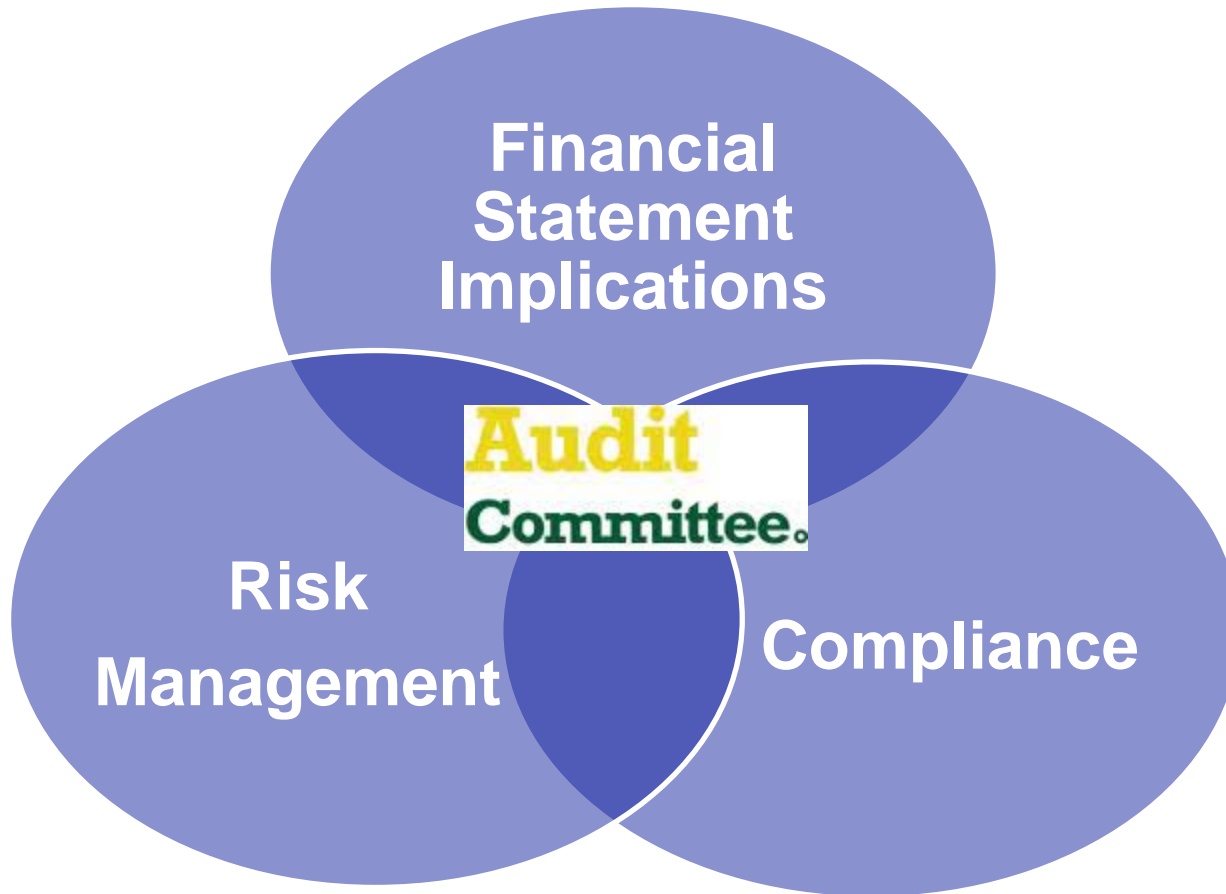 Financial
Statement
Implications
Audit
Committee.
Risk
Management
Compliance